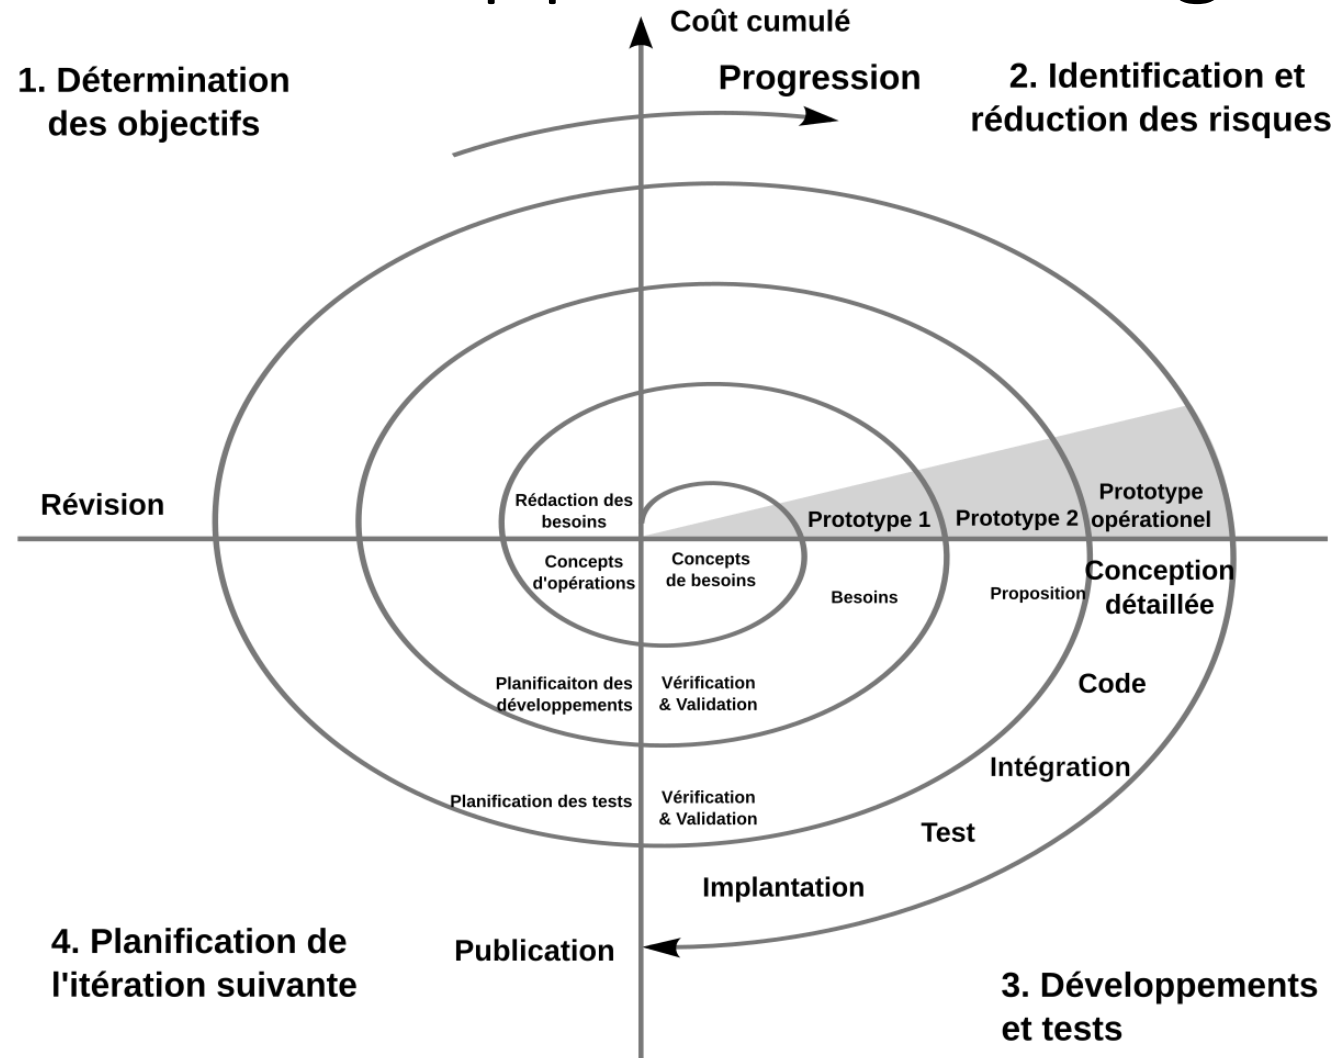 Coût cumulé
Progression
1. Détermination
des objectifs
2. Identification et
réduction des risques
Révision
Rédaction des
besoins
Prototype 1
Prototype 2
Prototype
opérationel
Concepts
d'opérations
Concepts
de besoins
Besoins
Proposition
Conception
détaillée
Planificaiton des
développements
Vérification
& Validation
Code
Intégration
Planification des tests
Vérification
& Validation
Test
Implantation
Publication
4. Planification de
l'itération suivante
3. Développements
et tests